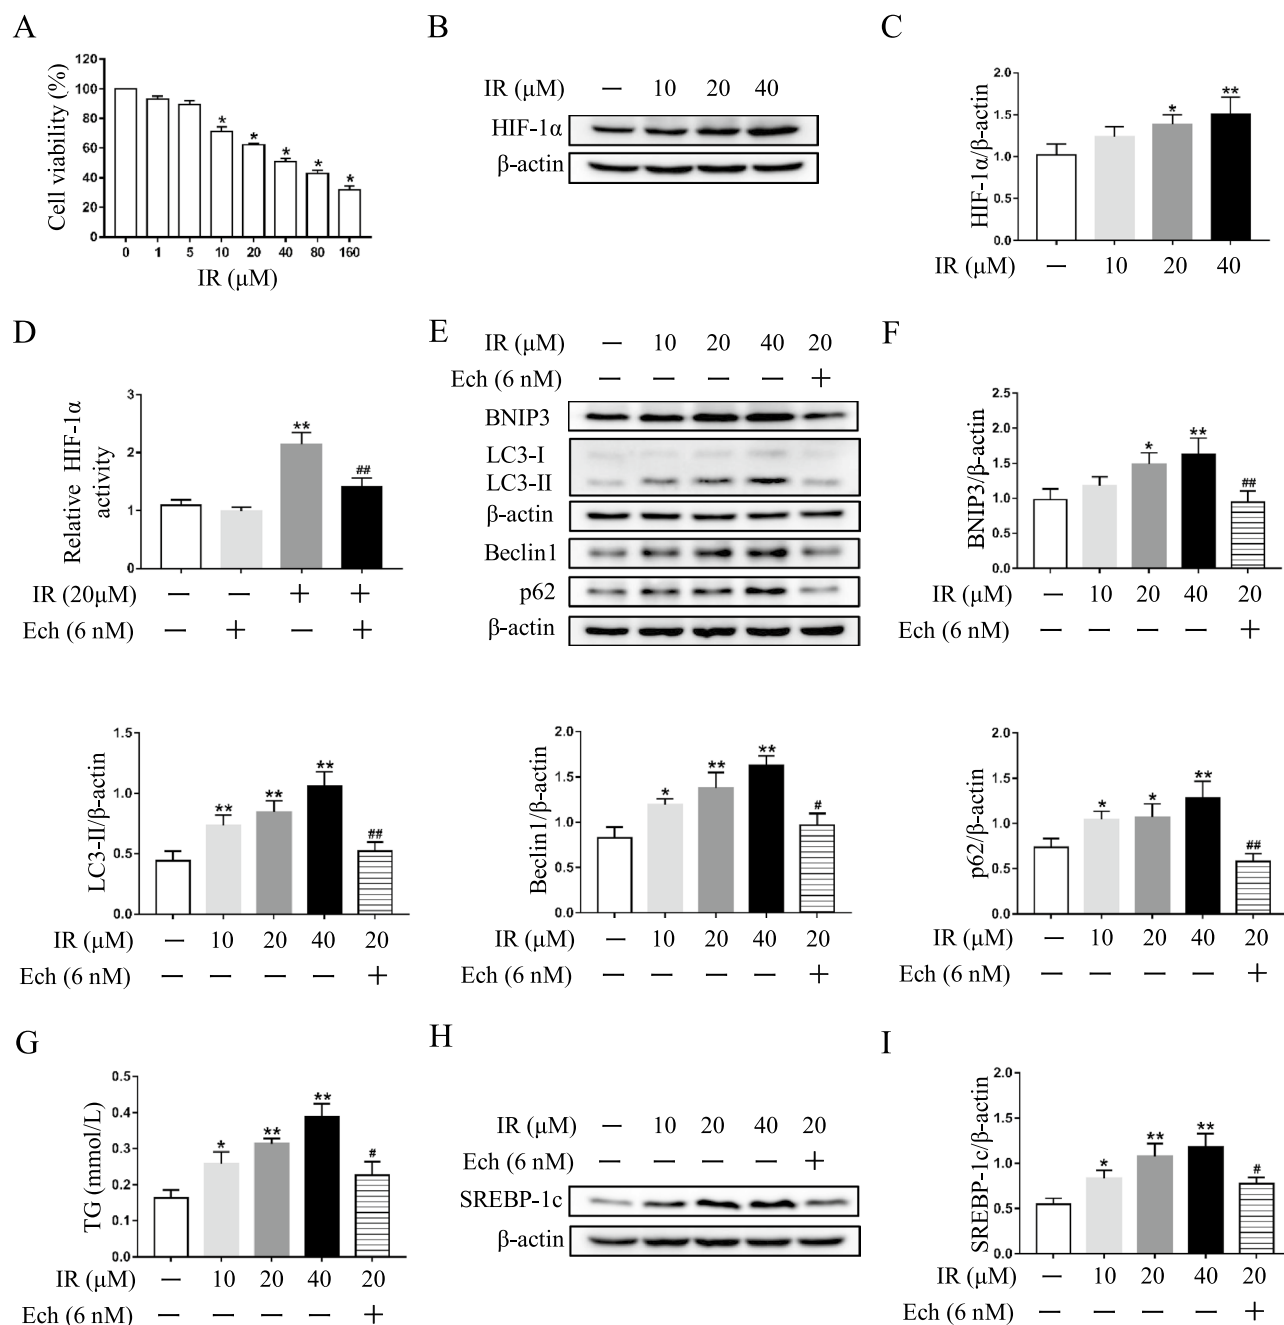 A
Cell viability (%)
120
100
80
60
40
20
0
* * * * *
0 1 5 10 20 40 80 160
IR (μM)
B
IR (μM) — 10 20 40
HIF-1α
β-actin
C
HIF-1α/β-actin
2.0
1.5
1.0
0.5
0.0
* **
IR (μM) — 10 20 40
D
Relative HIF-1α
activity
3
2
1
0
** ##
IR (20μM) — — + +
Ech (6 nM) — + — +
E
IR (μM) — 10 20 40 20
Ech (6 nM) — — — — +
BNIP3
LC3-I
LC3-II
β-actin
Beclin1
p62
β-actin
F
BNIP3/β-actin
2.5
2.0
1.5
1.0
0.5
0.0
* ** ##
IR (μM) — 10 20 40 20
Ech (6 nM) — — — — +
LC3-II/β-actin
1.5
1.0
0.5
0.0
** ** ** ##
IR (μM) — 10 20 40 20
Ech (6 nM) — — — — +
Beclin1/β-actin
2.0
1.5
1.0
0.5
0.0
* ** ** #
IR (μM) — 10 20 40 20
Ech (6 nM) — — — — +
p62/β-actin
2.0
1.5
1.0
0.5
0.0
* * ** ##
IR (μM) — 10 20 40 20
Ech (6 nM) — — — — +
G
TG (mmol/L)
0.5
0.4
0.3
0.2
0.1
0.0
* ** ** #
IR (μM) — 10 20 40 20
Ech (6 nM) — — — — +
H
IR (μM) — 10 20 40 20
Ech (6 nM) — — — — +
SREBP-1c
β-actin
I
SREBP-1c/β-actin
2.0
1.5
1.0
0.5
0.0
* ** ** #
IR (μM) — 10 20 40 20
Ech (6 nM) — — — — +